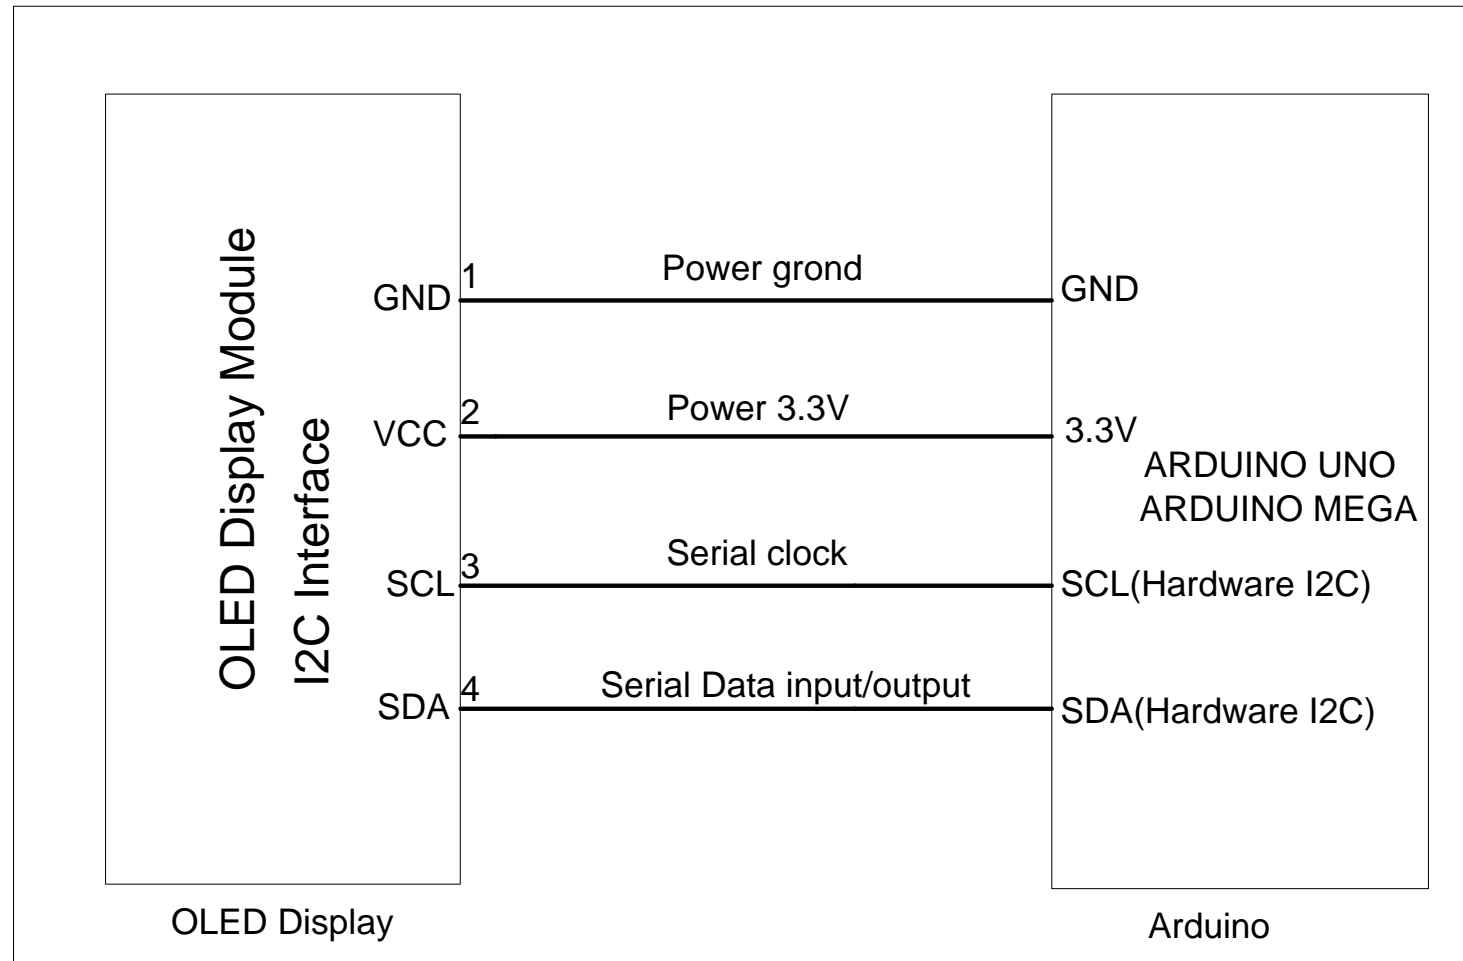 OLED Display Module
I2C Interface
GND
1
Power grond
GND
VCC
2
Power 3.3V
3.3V
ARDUINO UNO
ARDUINO MEGA
SCL
3
Serial clock
SCL(Hardware I2C)
SDA
4
Serial Data input/output
SDA(Hardware I2C)
OLED Display
Arduino